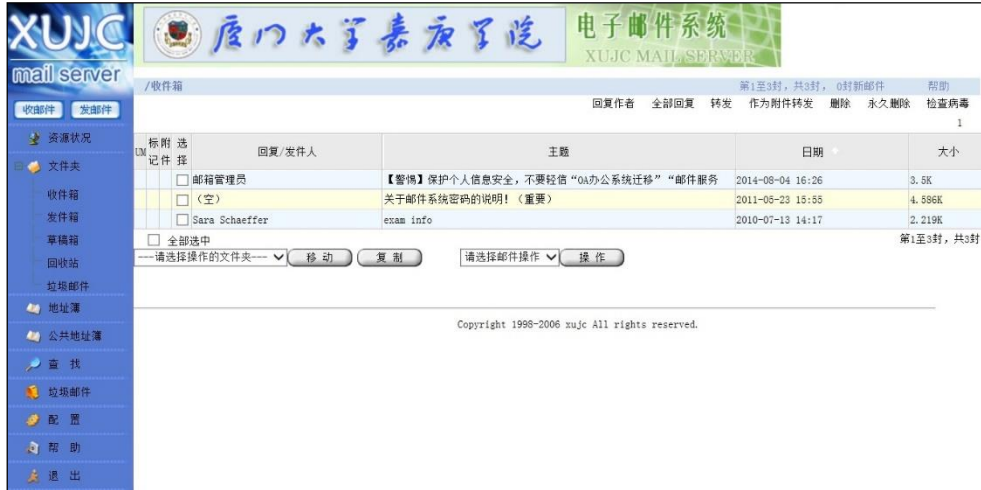 XUJC
mail server
厦门大学嘉庚学院
电子邮件系统
XUJC MAIL SERVER
收邮件 发邮件
资源状况
文件夹
收件箱
发件箱
草稿箱
回收站
垃圾邮件
地址簿
公共地址簿
查 找
垃圾邮件
配 置
帮 助
退 出
/收件箱 第1至3封，共3封， 0封新邮件 帮助
回复作者 全部回复 转发 作为附件转发 删除 永久删除 检查病毒
1
UM 标记 附件 选择 回复/发件人 主题 日期 大小
邮箱管理员 【警惕】保护个人信息安全，不要轻信“OA办公系统迁移”“邮件服务 2014-08-04 16:26 3.5K
（空） 关于邮件系统密码的说明！（重要） 2011-05-23 15:55 4.586K
Sara Schaeffer exam info 2010-07-13 14:17 2.219K
全部选中 第1至3封，共3封
---请选择操作的文件夹--- 移 动 复 制 请选择邮件操作 操 作
Copyright 1998-2006 xujc All rights reserved.